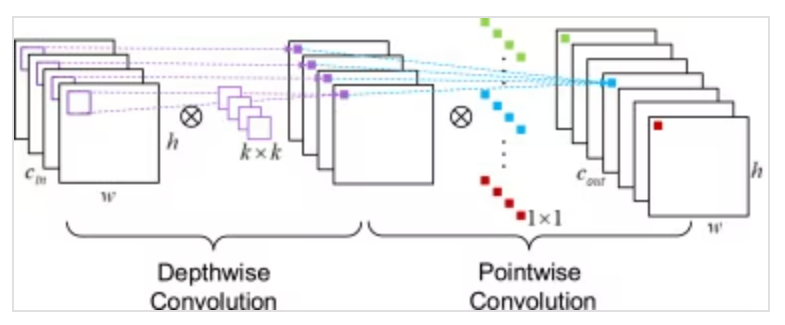 c_in
w
h
k×k
1×1
c_out
h
w
Depthwise
Convolution
Pointwise
Convolution